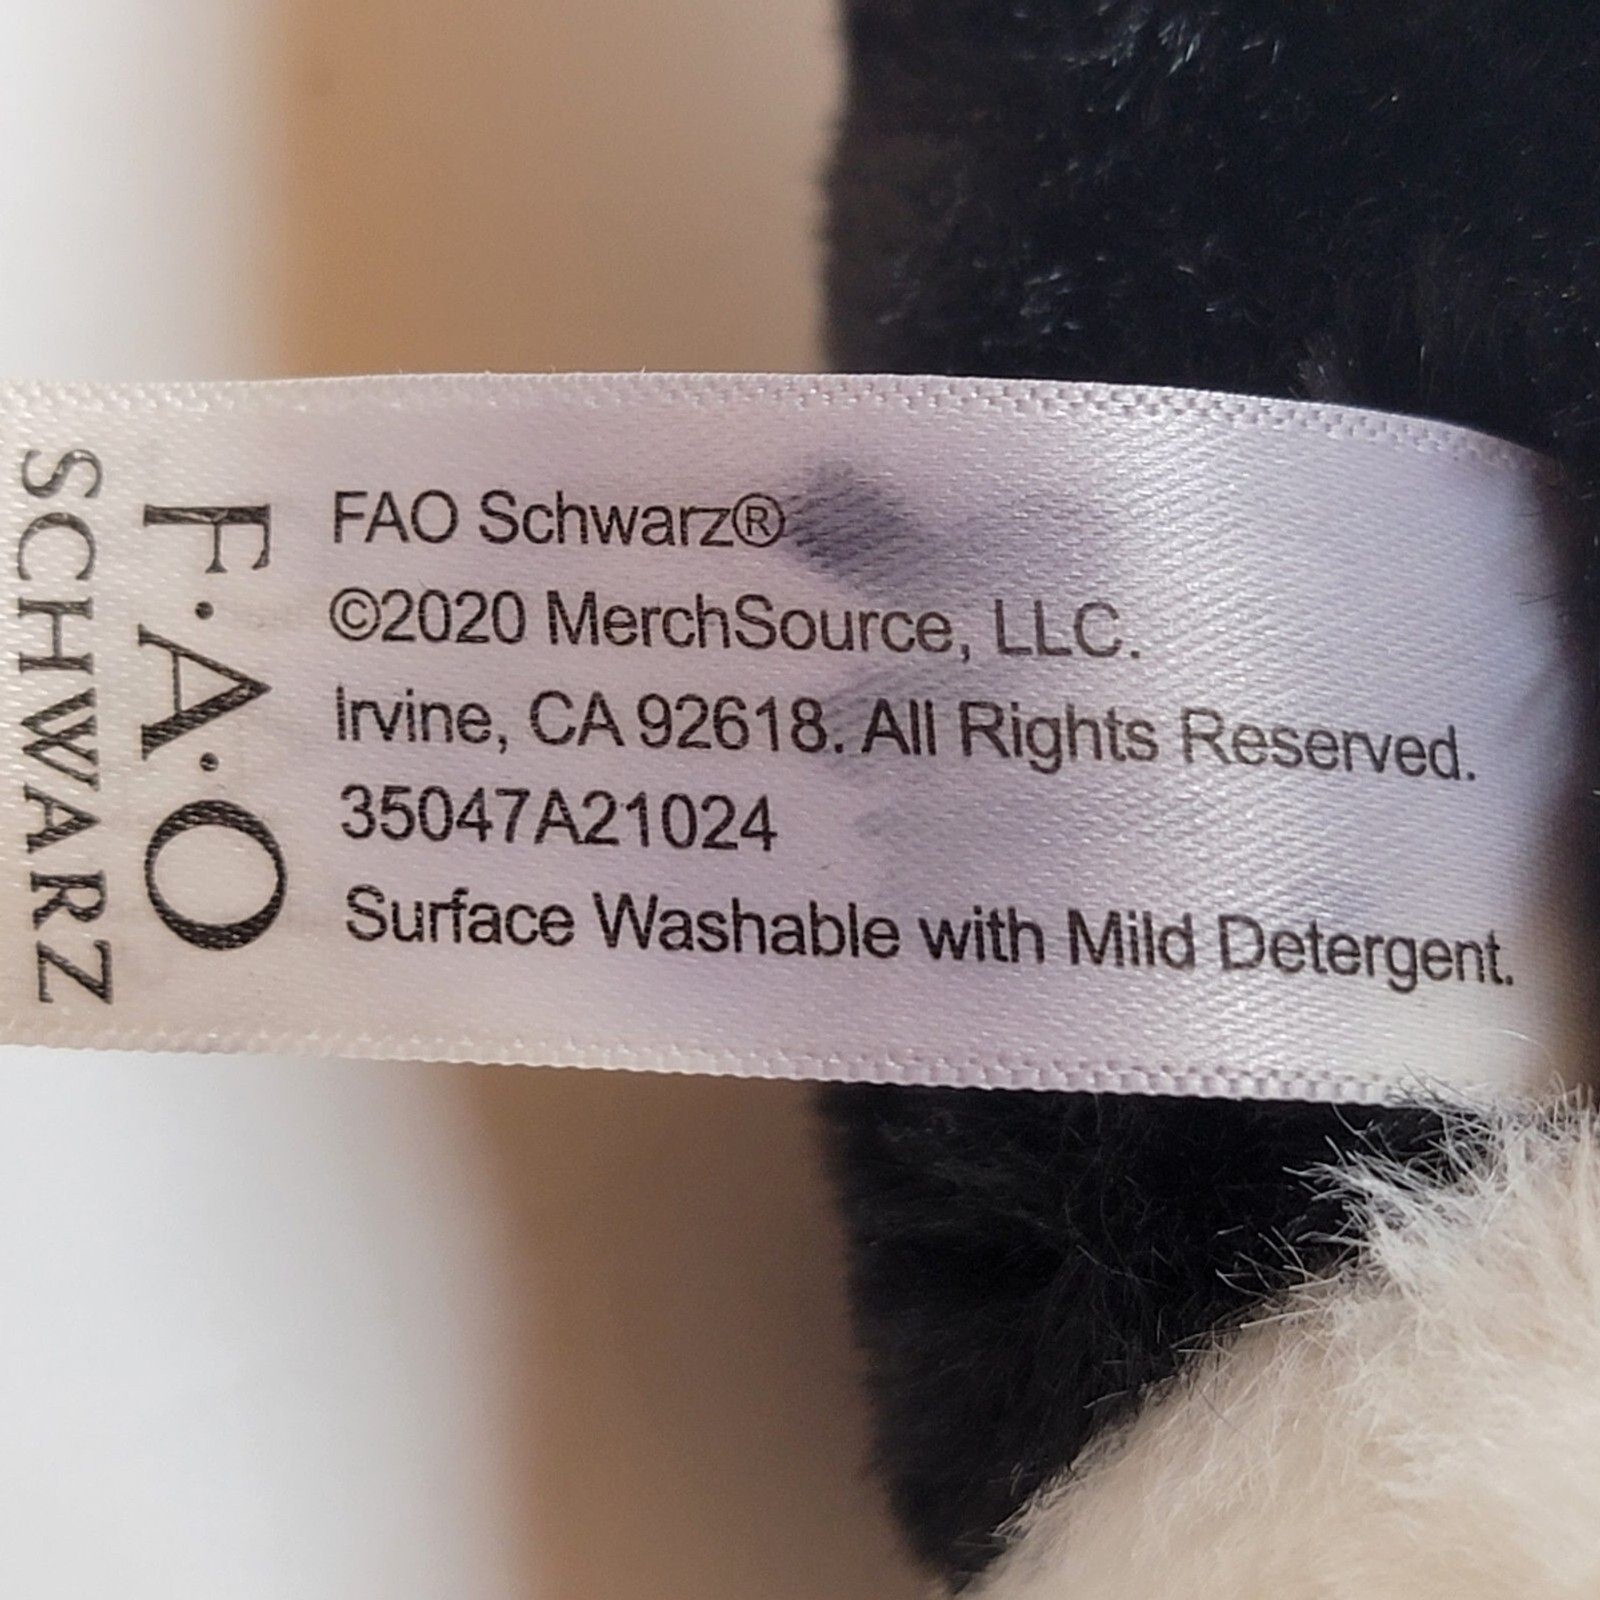 F·A·O
SCHWARZ
FAO Schwarz®
©2020 MerchSource, LLC.
Irvine, CA 92618. All Rights Reserved.
35047A21024
Surface Washable with Mild Detergent.